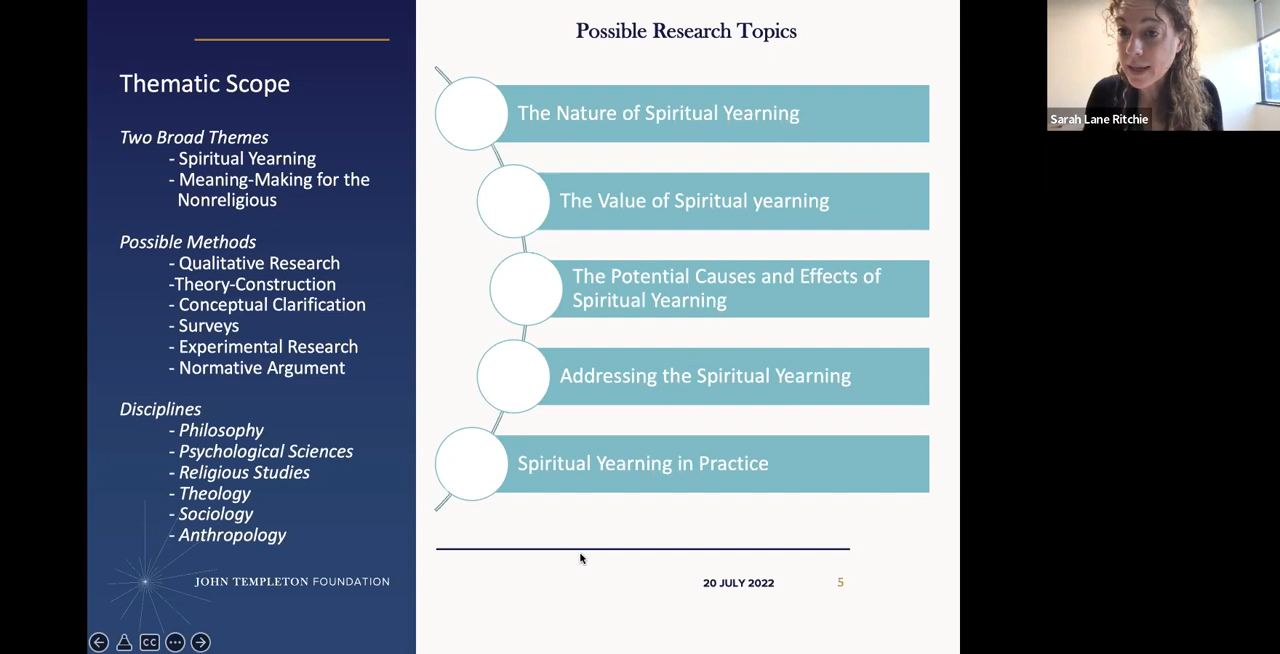 Thematic Scope
Two Broad Themes
- Spiritual Yearning
- Meaning-Making for the
Nonreligious
Possible Methods
- Qualitative Research
-Theory-Construction
- Conceptual Clarification
- Surveys
- Experimental Research
- Normative Argument
Disciplines
- Philosophy
- Psychological Sciences
- Religious Studies
- Theology
- Sociology
- Anthropology
JOHN TEMPLETON FOUNDATION
CC
Possible Research Topics
The Nature of Spiritual Yearning
The Value of Spiritual yearning
The Potential Causes and Effects of
Spiritual Yearning
Addressing the Spiritual Yearning
Spiritual Yearning in Practice
20 JULY 2022
5
Sarah Lane Ritchie